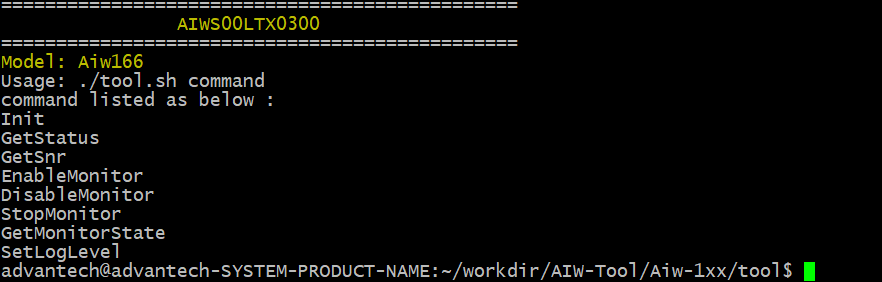 ===============================================
AIWS00LTX0300
===============================================
Model: Aiw166
Usage: ./tool.sh command
command listed as below :
Init
GetStatus
GetSnr
EnableMonitor
DisableMonitor
StopMonitor
GetMonitorState
SetLogLevel
advantech@advantech-SYSTEM-PRODUCT-NAME:~/workdir/AIW-Tool/Aiw-1xx/tool$